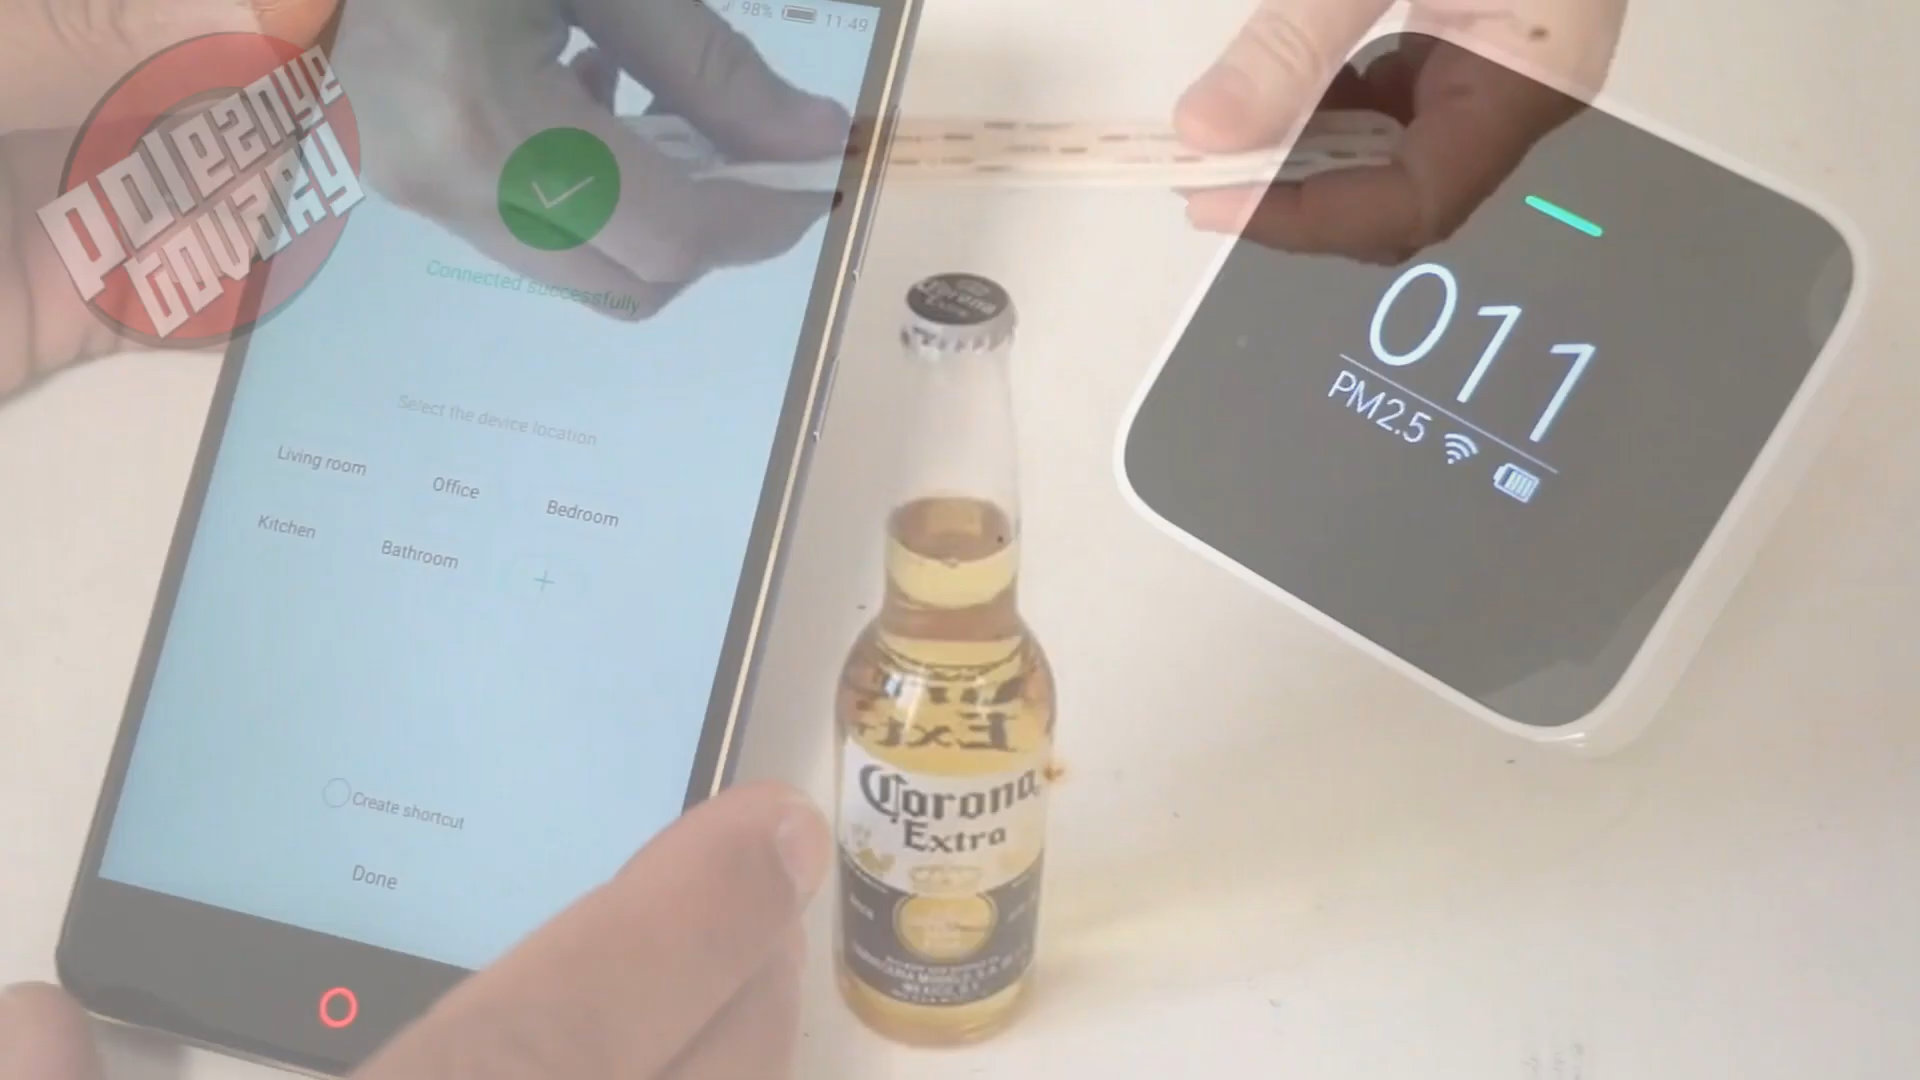 98% 11:49
Poleznye
tovary
Connected successfully
Select the device location
Living room
Office
Bedroom
Kitchen
Bathroom
+
Create shortcut
Done
Corona
Extra
Corona
Extra
011
PM2.5